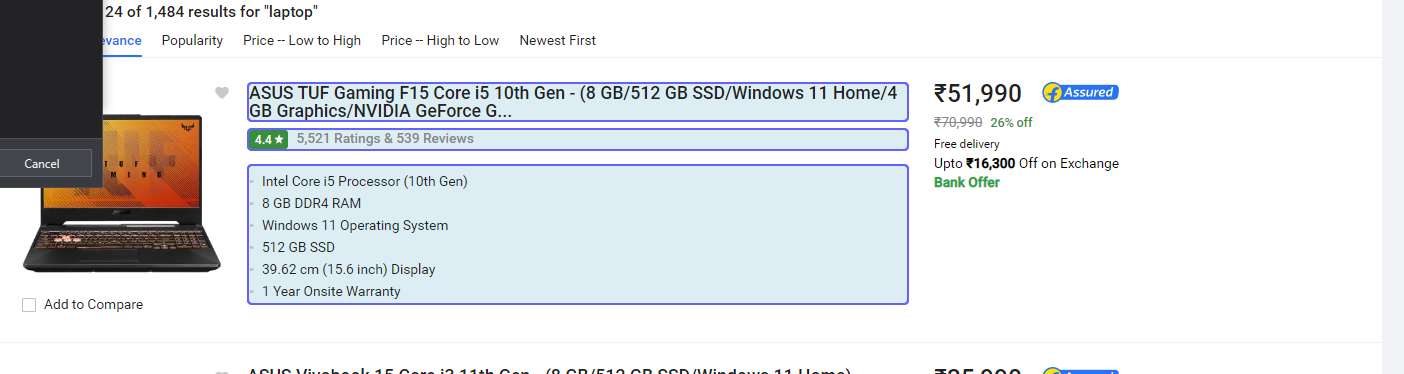 24 of 1,484 results for "laptop"
evance Popularity Price -- Low to High Price -- High to Low Newest First
ASUS TUF Gaming F15 Core i5 10th Gen - (8 GB/512 GB SSD/Windows 11 Home/4
GB Graphics/NVIDIA GeForce G...
4.4★ 5,521 Ratings & 539 Reviews
Intel Core i5 Processor (10th Gen)
8 GB DDR4 RAM
Windows 11 Operating System
512 GB SSD
39.62 cm (15.6 inch) Display
1 Year Onsite Warranty
₹51,990 Assured
₹70,990 26% off
Free delivery
Upto ₹16,300 Off on Exchange
Bank Offer
Cancel
Add to Compare
ASUS Vivobook 15 Core i3 11th Gen - (8 GB/512 GB SSD/Windows 11 Home)